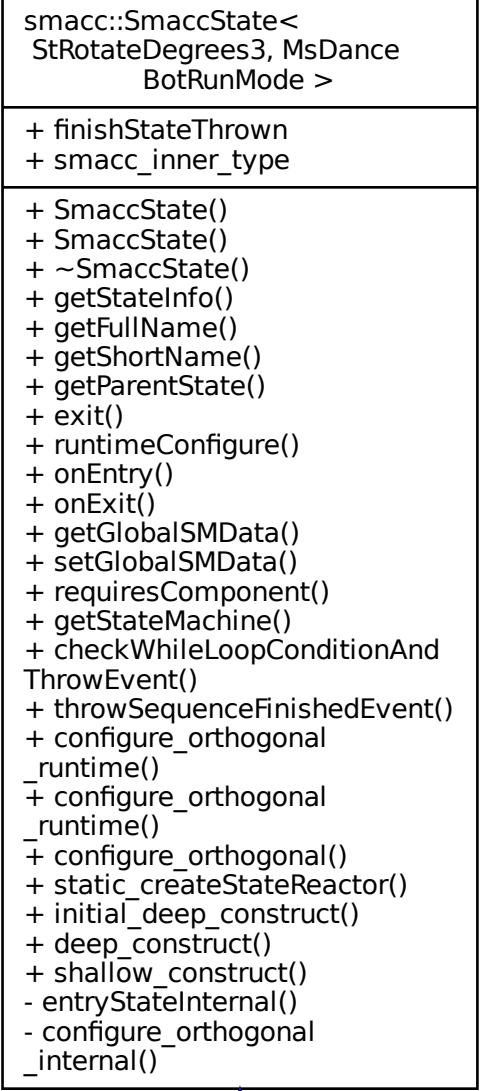 smacc::SmaccState<
StRotateDegrees3, MsDance
BotRunMode >
+ finishStateThrown
+ smacc_inner_type
+ SmaccState()
+ SmaccState()
+ ~SmaccState()
+ getStateInfo()
+ getFullName()
+ getShortName()
+ getParentState()
+ exit()
+ runtimeConfigure()
+ onEntry()
+ onExit()
+ getGlobalSMData()
+ setGlobalSMData()
+ requiresComponent()
+ getStateMachine()
+ checkWhileLoopConditionAnd
ThrowEvent()
+ throwSequenceFinishedEvent()
+ configure_orthogonal
_runtime()
+ configure_orthogonal
_runtime()
+ configure_orthogonal()
+ static_createStateReactor()
+ initial_deep_construct()
+ deep_construct()
+ shallow_construct()
- entryStateInternal()
- configure_orthogonal
_internal()